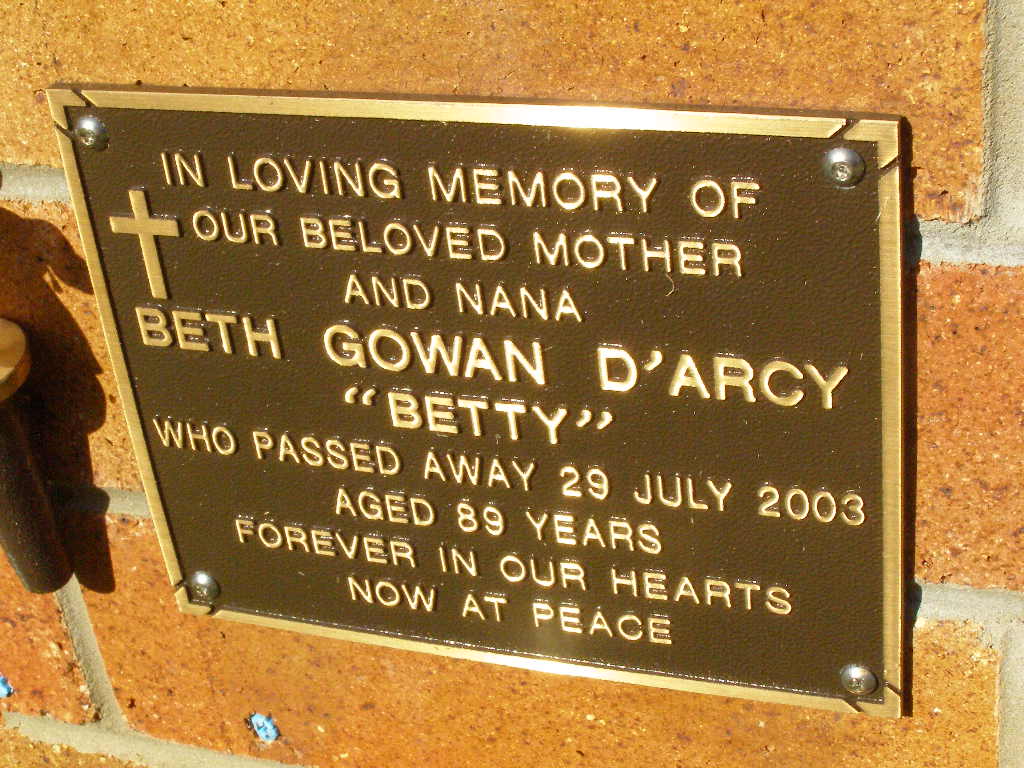 IN LOVING MEMORY OF
OUR BELOVED MOTHER
AND NANA
BETH GOWAN D'ARCY
"BETTY"
WHO PASSED AWAY 29 JULY 2003
AGED 89 YEARS
FOREVER IN OUR HEARTS
NOW AT PEACE